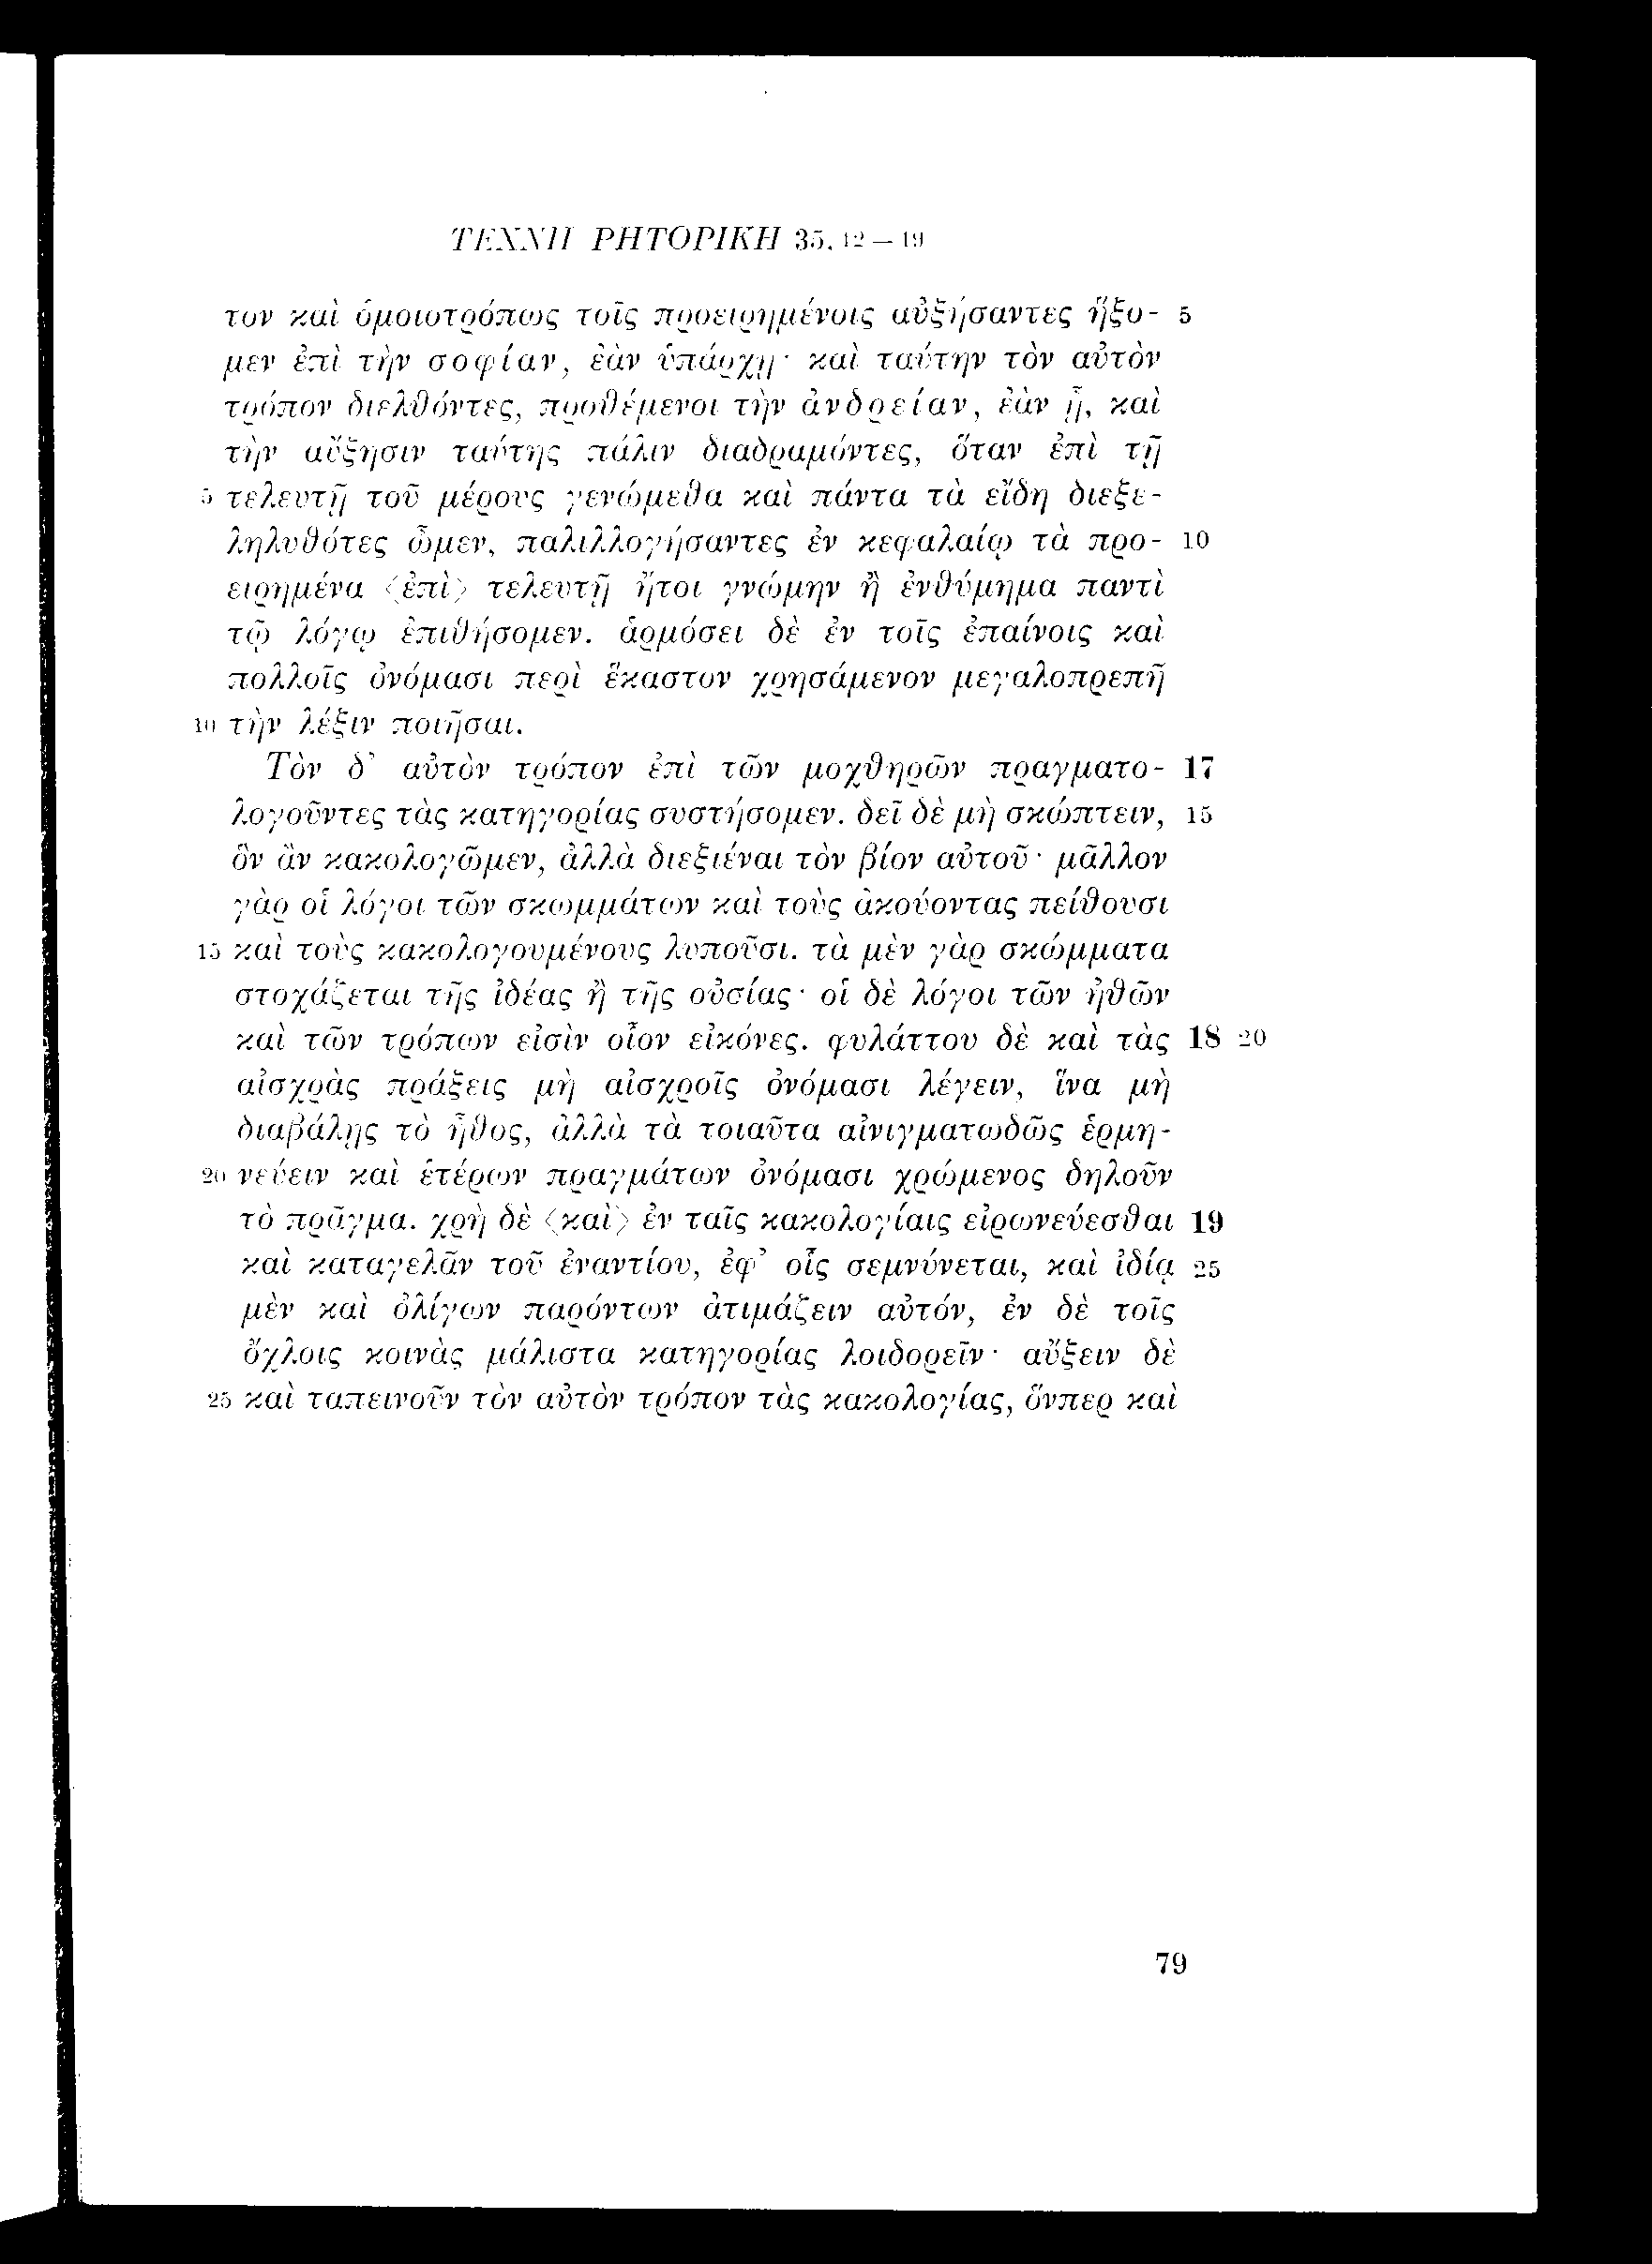 ΤΕΧΝΗ ΡΗΤΟΡΙΚΗ 35, 12 — 19
τον καὶ ὁμοιοτρόπως τοῖς προειρημένοις αὐξήσαντες ἥξο- 5
μεν ἐπὶ τὴν σοφίαν, ἐὰν ὑπάρχῃ· καὶ ταύτην τὸν αὐτὸν
τρόπον διελθόντες, προθέμενοι τὴν ἀνδρείαν, ἐὰν ᾖ, καὶ
τὴν αὔξησιν ταύτης πάλιν διαδραμόντες, ὅταν ἐπὶ τῇ
5 τελευτῇ τοῦ μέρους γενώμεθα καὶ πάντα τὰ εἴδη διεξε-
ληλυθότες ὦμεν, παλιλλογήσαντες ἐν κεφαλαίῳ τὰ προ- 10
ειρημένα ⟨ἐπὶ⟩ τελευτῇ ἤτοι γνώμην ἢ ἐνθύμημα παντὶ
τῷ λόγῳ ἐπιθήσομεν. ἁρμόσει δὲ ἐν τοῖς ἐπαίνοις καὶ
πολλοῖς ὀνόμασι περὶ ἕκαστον χρησάμενον μεγαλοπρεπῆ
10 τὴν λέξιν ποιῆσαι.
Τὸν δ᾽ αὐτὸν τρόπον ἐπὶ τῶν μοχθηρῶν πραγματο- 17
λογοῦντες τὰς κατηγορίας συστήσομεν. δεῖ δὲ μὴ σκώπτειν, 15
ὃν ἂν κακολογῶμεν, ἀλλὰ διεξιέναι τὸν βίον αὐτοῦ· μᾶλλον
γὰρ οἱ λόγοι τῶν σκωμμάτων καὶ τοὺς ἀκούοντας πείθουσι
15 καὶ τοὺς κακολογουμένους λυποῦσι. τὰ μὲν γὰρ σκώμματα
στοχάζεται τῆς ἰδέας ἢ τῆς οὐσίας· οἱ δὲ λόγοι τῶν ἠθῶν
καὶ τῶν τρόπων εἰσὶν οἷον εἰκόνες. φυλάττου δὲ καὶ τὰς 18 20
αἰσχρὰς πράξεις μὴ αἰσχροῖς ὀνόμασι λέγειν, ἵνα μὴ
διαβάλῃς τὸ ἦθος, ἀλλὰ τὰ τοιαῦτα αἰνιγματωδῶς ἑρμη-
20 νεύειν καὶ ἑτέρων πραγμάτων ὀνόμασι χρώμενος δηλοῦν
τὸ πρᾶγμα. χρὴ δὲ ⟨καὶ⟩ ἐν ταῖς κακολογίαις εἰρωνεύεσθαι 19
καὶ καταγελᾶν τοῦ ἐναντίου, ἐφ᾽ οἷς σεμνύνεται, καὶ ἰδίᾳ 25
μὲν καὶ ὀλίγων παρόντων ἀτιμάζειν αὐτόν, ἐν δὲ τοῖς
ὄχλοις κοινὰς μάλιστα κατηγορίας λοιδορεῖν· αὔξειν δὲ
25 καὶ ταπεινοῦν τὸν αὐτὸν τρόπον τὰς κακολογίας, ὅνπερ καὶ
79